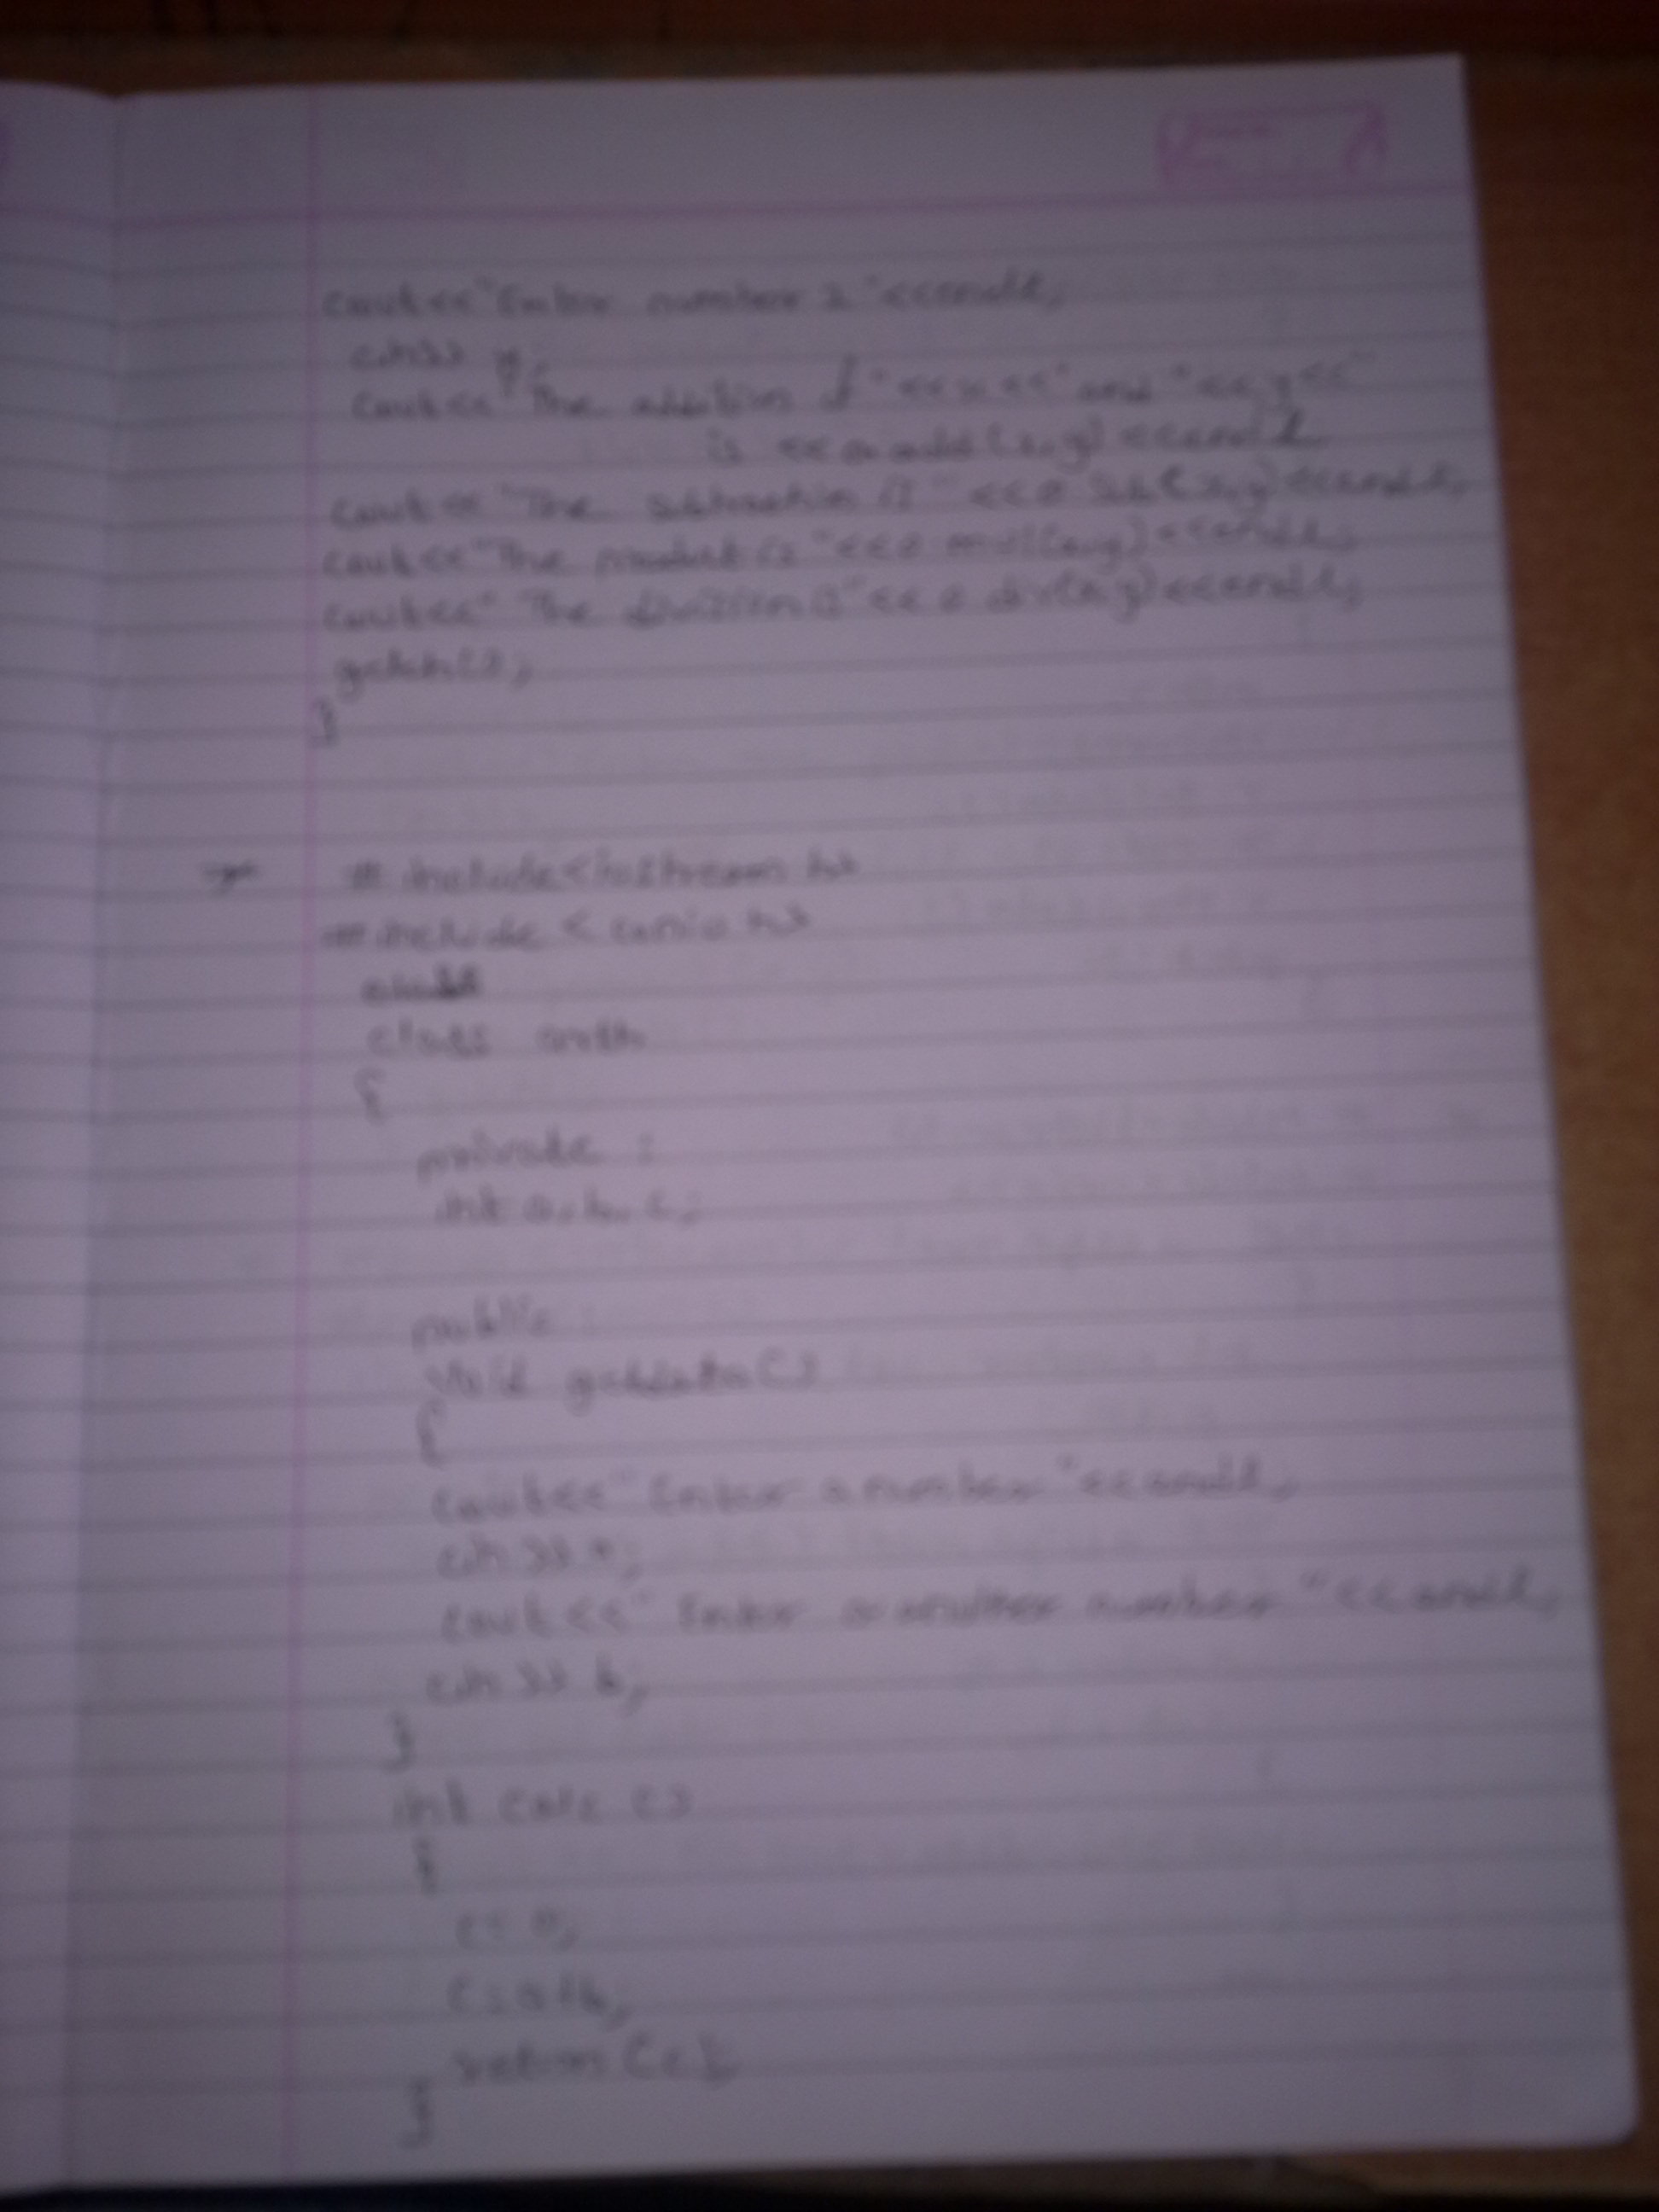 cout<<"Enter number 2"<<endl;
cin>> y;
cout<<"The addition of "<<x<<" and "<<y<<"
is <<a.add(x,y)<<endl
cout<<"The subtraction is" <<a.sub(x,y)<<endl;
cout<<"The product is "<<a.mul(x,y)<<endl;
cout<<" The division is"<<a.div(x,y)<<endl;
getch();
}
#include<iostream.h>
#include<conio.h>
class arith
{
private :
int a,b,c;
public :
void getdata()
{
cout<<" Enter a number "<<endl;
cin>>
cout<<" Enter another number "<<endl;
cin>> b;
}
int calc()
{
return(c);
}